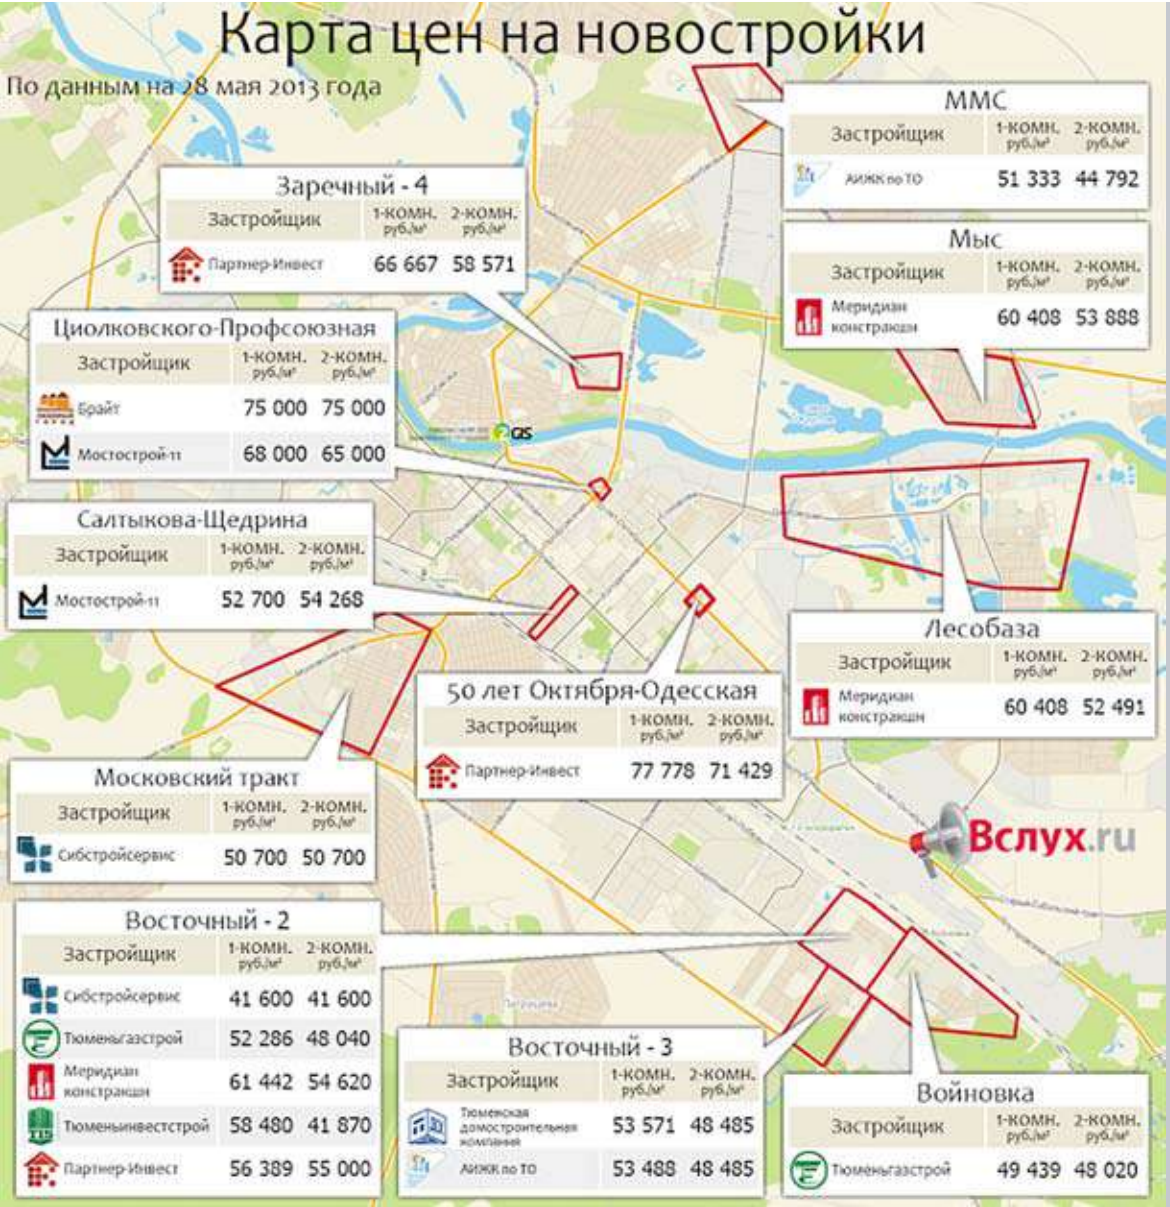 Карта цен на новостройки
По данным на 28 мая 2013 года
ММС
Застройщик 1-комн. руб./м² 2-комн. руб./м²
АИЖК по ТО 51 333 44 792
Заречный - 4
Застройщик 1-комн. руб./м² 2-комн. руб./м²
Партнер-Инвест 66 667 58 571
Мыс
Застройщик 1-комн. руб./м² 2-комн. руб./м²
Меридиан констракшн 60 408 53 888
Циолковского-Профсоюзная
Застройщик 1-комн. руб./м² 2-комн. руб./м²
Брайт 75 000 75 000
Мостострой-11 68 000 65 000
2GIS
Салтыкова-Щедрина
Застройщик 1-комн. руб./м² 2-комн. руб./м²
Мостострой-11 52 700 54 268
Лесобаза
Застройщик 1-комн. руб./м² 2-комн. руб./м²
Меридиан констракшн 60 408 52 491
50 лет Октября-Одесская
Застройщик 1-комн. руб./м² 2-комн. руб./м²
Партнер-Инвест 77 778 71 429
Московский тракт
Застройщик 1-комн. руб./м² 2-комн. руб./м²
Сибстройсервис 50 700 50 700
Вслух.ru
Восточный - 2
Застройщик 1-комн. руб./м² 2-комн. руб./м²
Сибстройсервис 41 600 41 600
Тюменьгазстрой 52 286 48 040
Меридиан констракшн 61 442 54 620
Тюменьинвестстрой 58 480 41 870
Партнер-Инвест 56 389 55 000
Восточный - 3
Застройщик 1-комн. руб./м² 2-комн. руб./м²
Тюменская домостроительная компания 53 571 48 485
АИЖК по ТО 53 488 48 485
Войновка
Застройщик 1-комн. руб./м² 2-комн. руб./м²
Тюменьгазстрой 49 439 48 020